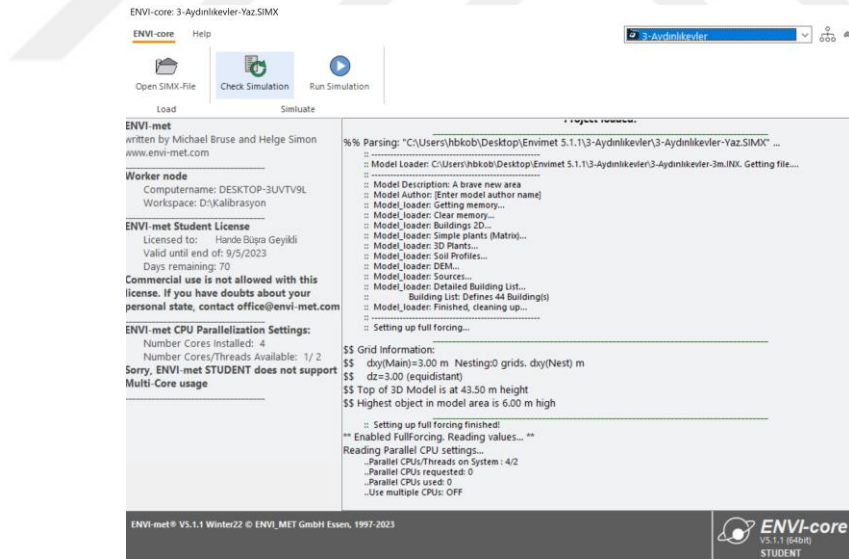 ENVI-core: 3-Aydınlıkevler-Yaz.SIMX
ENVI-core Help
3-Aydınlıkevler
Open SIMX-File Check Simulation Run Simulation
Load Simluate
ENVI-met
written by Michael Bruse and Helge Simon
www.envi-met.com
Worker node
Computername: DESKTOP-3UVTV9L
Workspace: D:\Kalibrasyon
ENVI-met Student License
Licensed to: Hande Büşra Geyikli
Valid until end of: 9/5/2023
Days remaining: 70
Commercial use is not allowed with this
license. If you have doubts about your
personal state, contact office@envi-met.com
ENVI-met CPU Parallelization Settings:
Number Cores Installed: 4
Number Cores/Threads Available: 1/ 2
Sorry, ENVI-met STUDENT does not support
Multi-Core usage
Project loaded.
%% Parsing: "C:\Users\hbkob\Desktop\Envimet 5.1.1\3-Aydınlıkevler\3-Aydınlıkevler-Yaz.SIMX" ...
:: ------------------------------------------------
:: Model Loader: C:\Users\hbkob\Desktop\Envimet 5.1.1\3-Aydınlıkevler\3-Aydınlıkevler-3m.INX. Getting file....
:: ------------------------------------------------
:: Model Description: A brave new area
:: Model Author: [Enter model author name]
:: Model_loader: Getting memory...
:: Model_loader: Clear memory...
:: Model_loader: Buildings 2D...
:: Model_loader: Simple plants (Matrix)...
:: Model_loader: 3D Plants...
:: Model_loader: Soil Profiles...
:: Model_loader: DEM...
:: Model_loader: Sources...
:: Model_loader: Detailed Building List...
:: Building List: Defines 44 Building(s)
:: Model_loader: Finished, cleaning up...
:: ------------------------------------------------
:: Setting up full forcing...
$$ Grid Information:
$$ dxy(Main)=3.00 m Nesting:0 grids. dxy(Nest) m
$$ dz=3.00 (equidistant)
$$ Top of 3D Model is at 43.50 m height
$$ Highest object in model area is 6.00 m high
:: Setting up full forcing finished!
** Enabled FullForcing. Reading values... **
Reading Parallel CPU settings...
..Parallel CPUs/Threads on System : 4/2
..Parallel CPUs requested: 0
..Parallel CPUs used: 0
..Use multiple CPUs: OFF
ENVI-met® V5.1.1 Winter22 © ENVI_MET GmbH Essen, 1997-2023
ENVI-core
V5.1.1 (64bit)
STUDENT